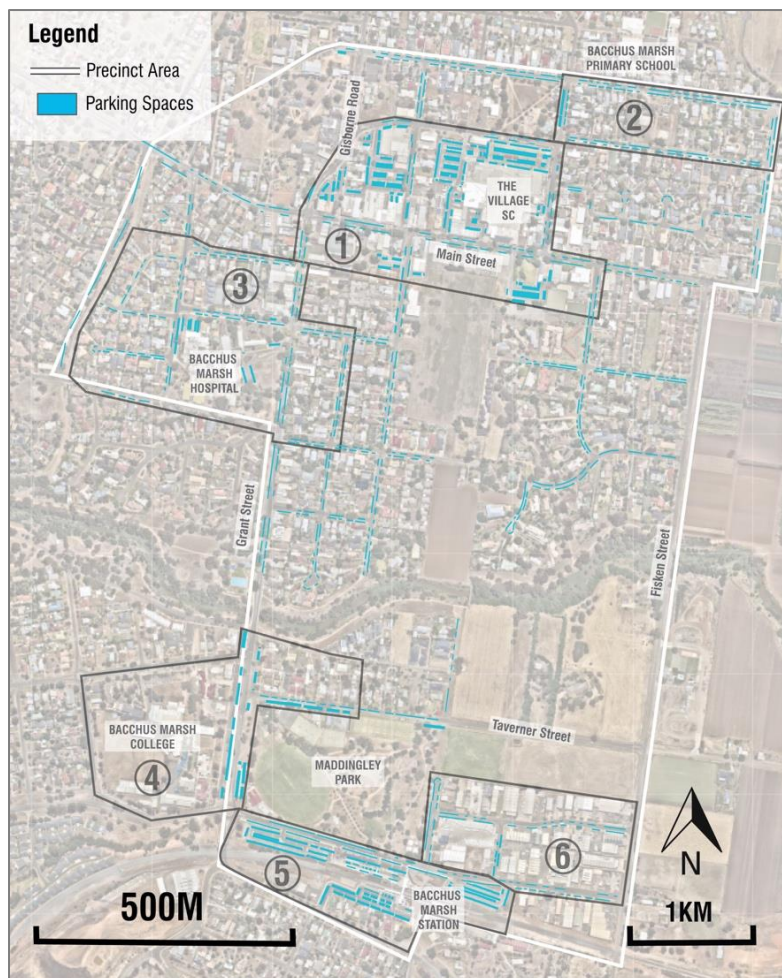 Legend
Precinct Area
Parking Spaces
BACCHUS MARSH
PRIMARY SCHOOL
Gisborne Road
2
THE
VILLAGE
SC
1
Main Street
3
BACCHUS
MARSH
HOSPITAL
Grant Street
Fisken Street
BACCHUS MARSH
COLLEGE
4
Taverner Street
MADDINGLEY
PARK
5
6
BACCHUS
MARSH
STATION
N
500M
1KM